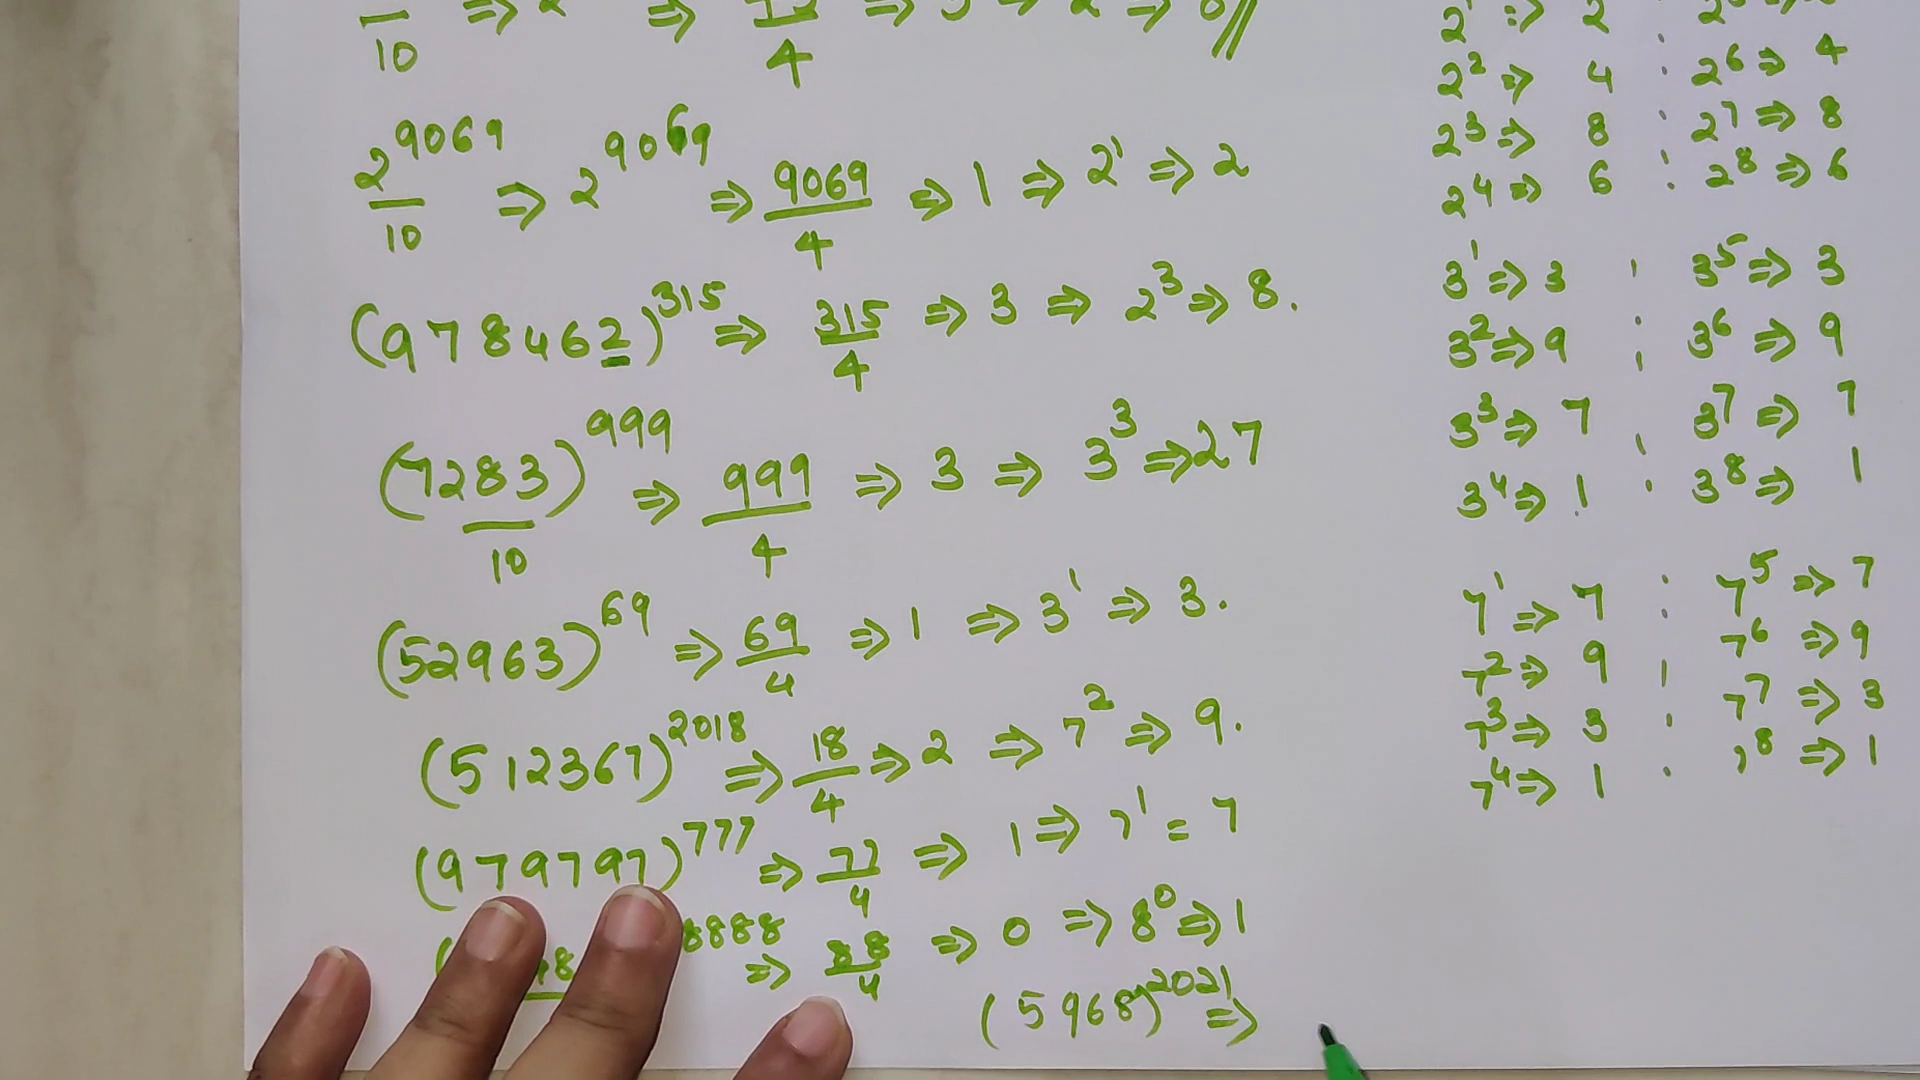 10 4
2^9069/10 ⇒ 2^9069 ⇒ 9069/4 ⇒ 1 ⇒ 2^1 ⇒ 2
(978462)^315 ⇒ 315/4 ⇒ 3 ⇒ 2^3 ⇒ 8.
(7283)^999/10 ⇒ 999/4 ⇒ 3 ⇒ 3^3 ⇒ 27
(52963)^69 ⇒ 69/4 ⇒ 1 ⇒ 3^1 ⇒ 3.
(512367)^2018 ⇒ 18/4 ⇒ 2 ⇒ 7^2 ⇒ 9.
(979797)^777 ⇒ 77/4 ⇒ 1 ⇒ 7^1 = 7
8888 ⇒ 88/4 ⇒ 0 ⇒ 8^0 ⇒ 1
(5968)^2021 ⇒
2^1 ⇒ 2
2^2 ⇒ 4 : 2^6 ⇒ 4
2^3 ⇒ 8 : 2^7 ⇒ 8
2^4 ⇒ 6 : 2^8 ⇒ 6
3^1 ⇒ 3 : 3^5 ⇒ 3
3^2 ⇒ 9 : 3^6 ⇒ 9
3^3 ⇒ 7 : 3^7 ⇒ 7
3^4 ⇒ 1 : 3^8 ⇒ 1
7^1 ⇒ 7 : 7^5 ⇒ 7
7^2 ⇒ 9 : 7^6 ⇒ 9
7^3 ⇒ 3 : 7^7 ⇒ 3
7^4 ⇒ 1 : 7^8 ⇒ 1